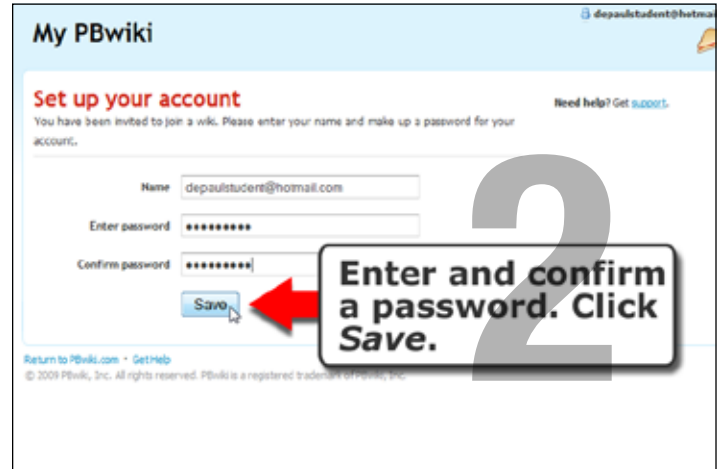 depaulstudent@hotmai
My PBwiki
Set up your account
Need help? Get support.
You have been invited to join a wiki. Please enter your name and make up a password for your
account.
Name depaulstudent@hotmail.com
Enter password •••••••••
Confirm password •••••••••
2
Enter and confirm
a password. Click
Save.
Save
Return to PBwiki.com • Get Help
© 2009 PBwiki, Inc. All rights reserved. PBwiki is a registered trademark of PBwiki, Inc.